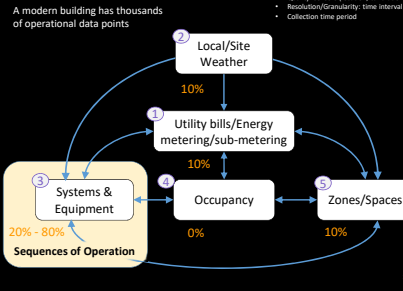 A modern building has thousands
of operational data points
• Resolution/Granularity: time interval
• Collection time period
2
Local/Site
Weather
10%
1
Utility bills/Energy
metering/sub-metering
10%
3
Systems &
Equipment
20% - 80%
Sequences of Operation
4
Occupancy
0%
5
Zones/Spaces
10%